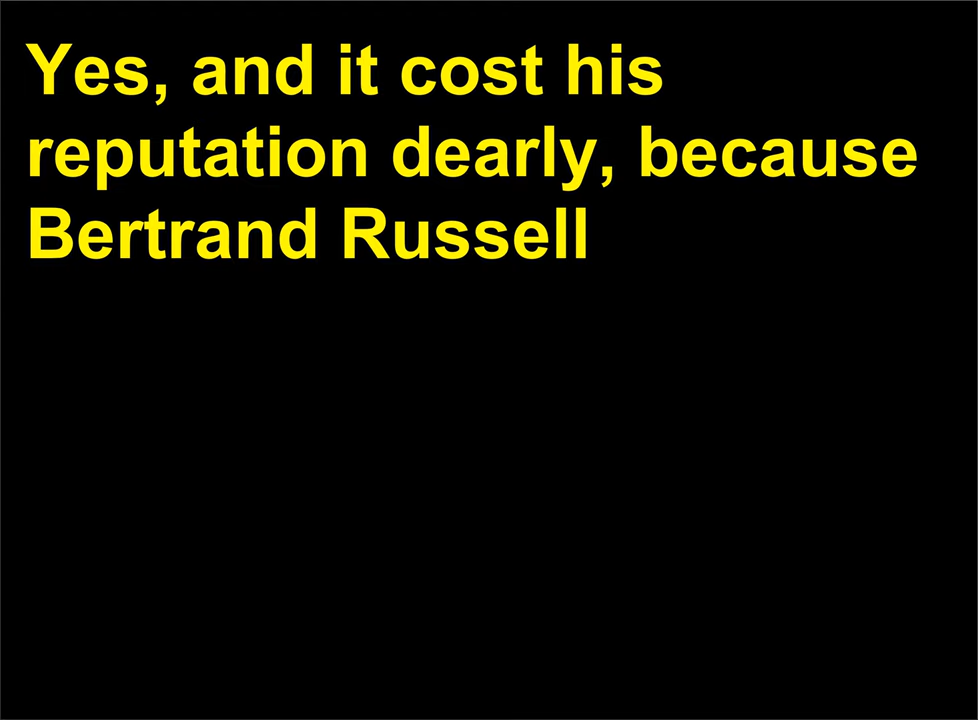 Yes, and it cost his
reputation dearly, because
Bertrand Russell